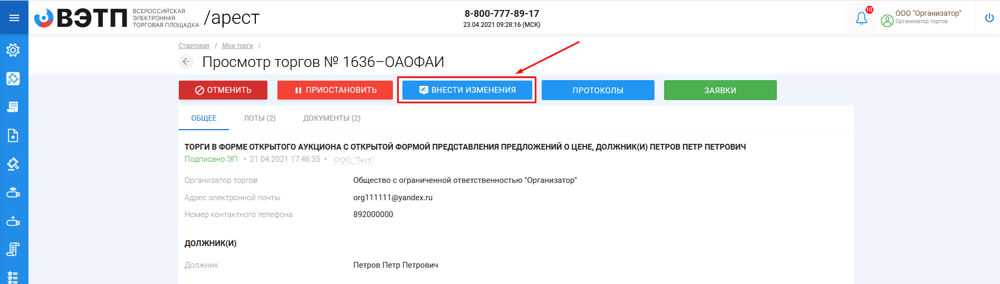 ВЭТП
ВСЕРОССИЙСКАЯ
ЭЛЕКТРОННАЯ
ТОРГОВАЯ ПЛОЩАДКА
/арест
8-800-777-89-17
23.04.2021 09:28:16 (МСК)
10
ООО "Организатор"
Организатор торгов
Стартовая / Мои торги /
Просмотр торгов № 1636–ОАОФАИ
ОТМЕНИТЬ
ПРИОСТАНОВИТЬ
ВНЕСТИ ИЗМЕНЕНИЯ
ПРОТОКОЛЫ
ЗАЯВКИ
ОБЩЕЕ
ЛОТЫ (2)
ДОКУМЕНТЫ (2)
ТОРГИ В ФОРМЕ ОТКРЫТОГО АУКЦИОНА С ОТКРЫТОЙ ФОРМОЙ ПРЕДСТАВЛЕНИЯ ПРЕДЛОЖЕНИЙ О ЦЕНЕ, ДОЛЖНИК(И) ПЕТРОВ ПЕТР ПЕТРОВИЧ
Подписано ЭП • 21.04.2021 17:46:35 • ООО "Тест"
Организатор торгов Общество с ограниченной ответственностью "Организатор"
Адрес электронной почты org111111@yandex.ru
Номер контактного телефона 892000000
ДОЛЖНИК(И)
Должник Петров Петр Петрович